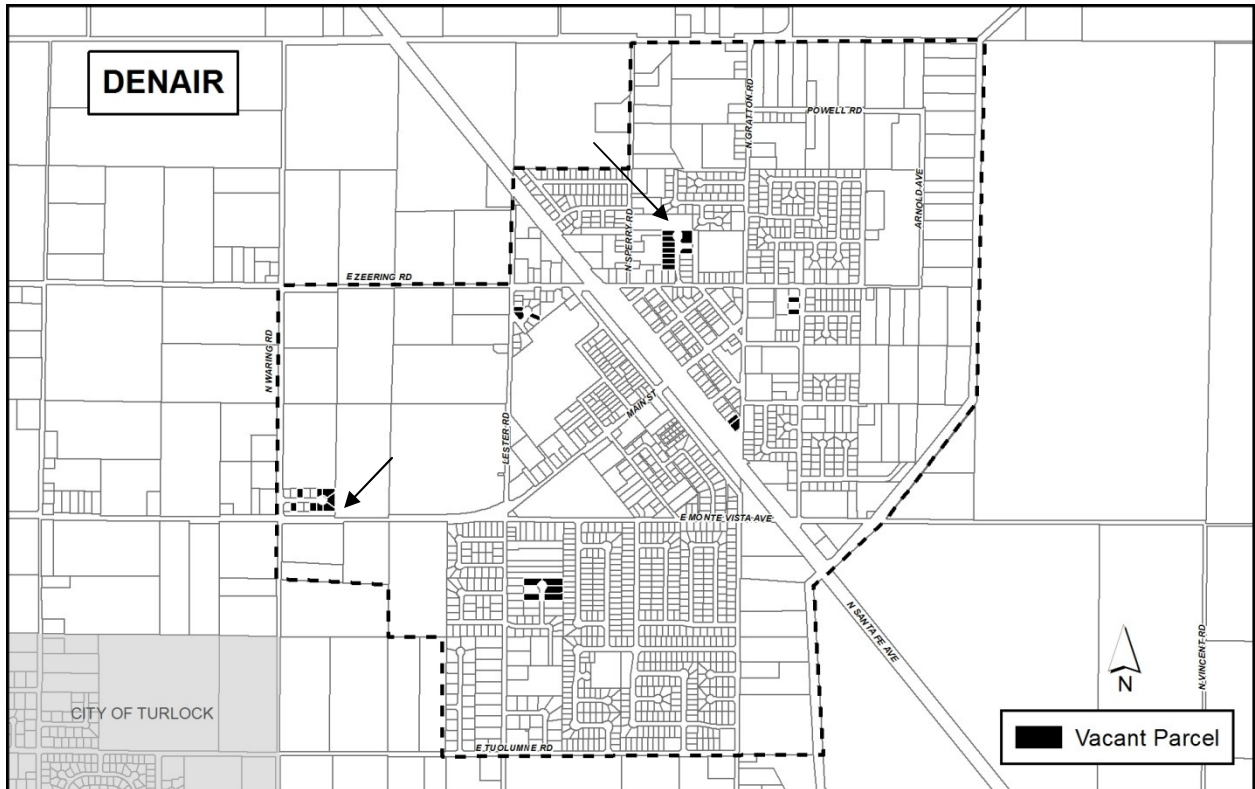 DENAIR
POWELL RD
N GRATTON RD
ARNOLD AVE
N SPERRY RD
E ZEERING RD
N WARING RD
MAIN ST
LESTER RD
E MONTE VISTA AVE
N SANTA FE AVE
N VINCENT RD
N
CITY OF TURLOCK
E TUOLUMNE RD
Vacant Parcel